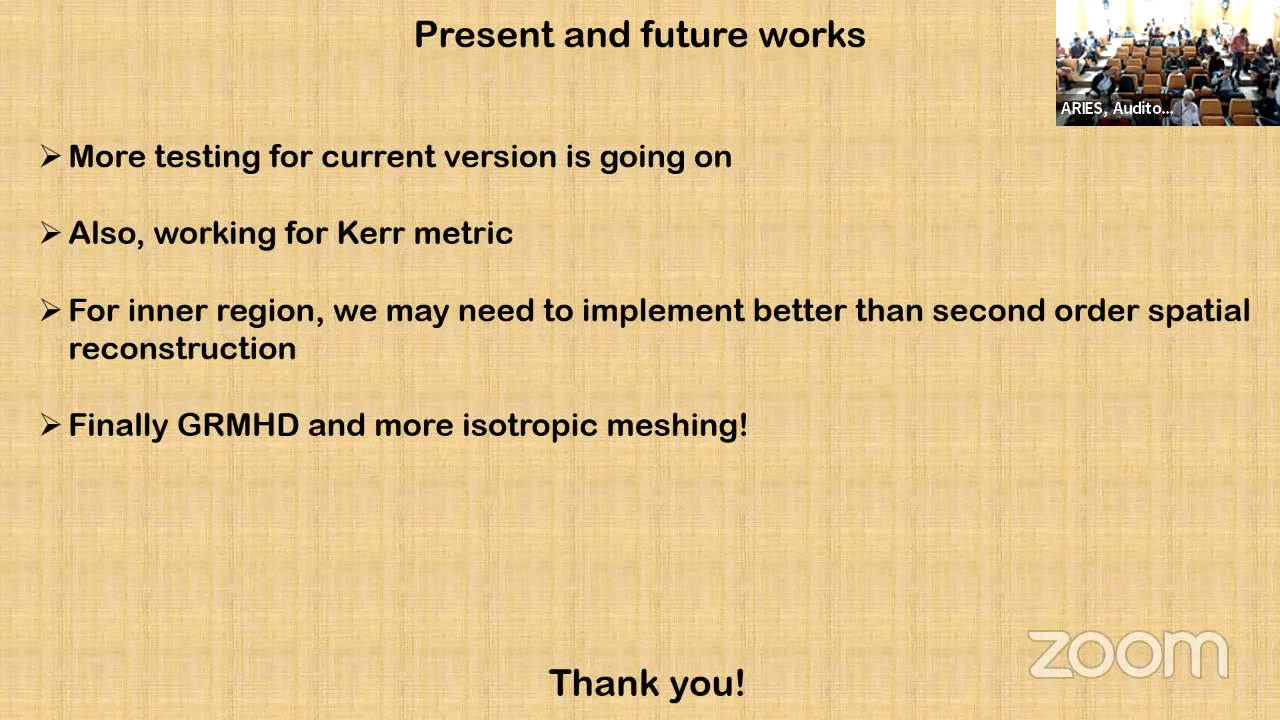 Present and future works
ARIES, Audito...
➢ More testing for current version is going on
➢ Also, working for Kerr metric
➢ For inner region, we may need to implement better than second order spatial
reconstruction
➢ Finally GRMHD and more isotropic meshing!
zoom
Thank you!